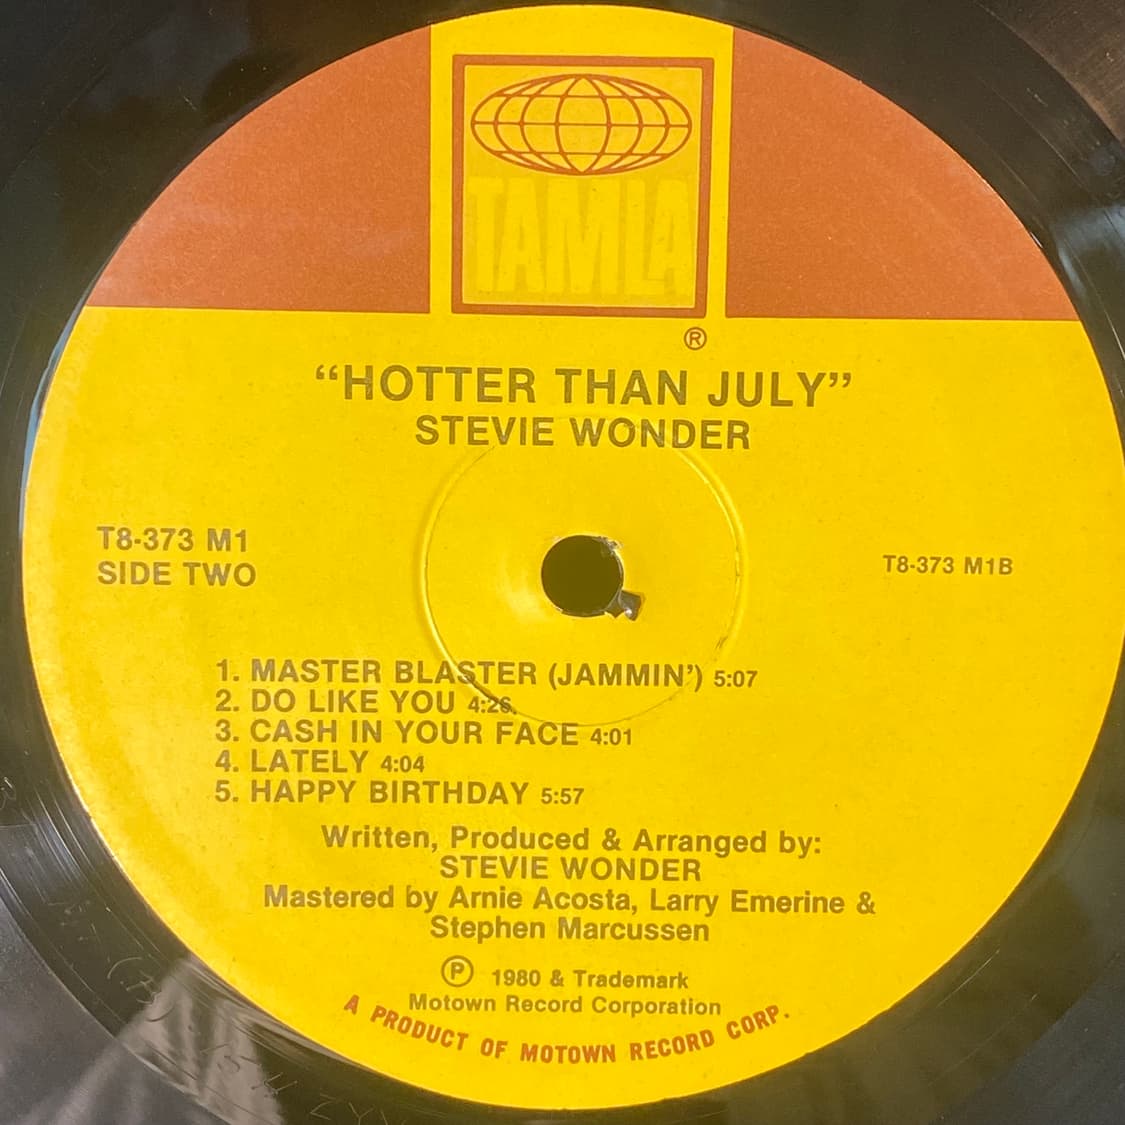 TAMLA
®
“HOTTER THAN JULY”
STEVIE WONDER
T8-373 M1
SIDE TWO
T8-373 M1B
1. MASTER BLASTER (JAMMIN’) 5:07
2. DO LIKE YOU 4:26
3. CASH IN YOUR FACE 4:01
4. LATELY 4:04
5. HAPPY BIRTHDAY 5:57
Written, Produced & Arranged by:
STEVIE WONDER
Mastered by Arnie Acosta, Larry Emerine &
Stephen Marcussen
℗ 1980 & Trademark
Motown Record Corporation
A PRODUCT OF MOTOWN RECORD CORP.